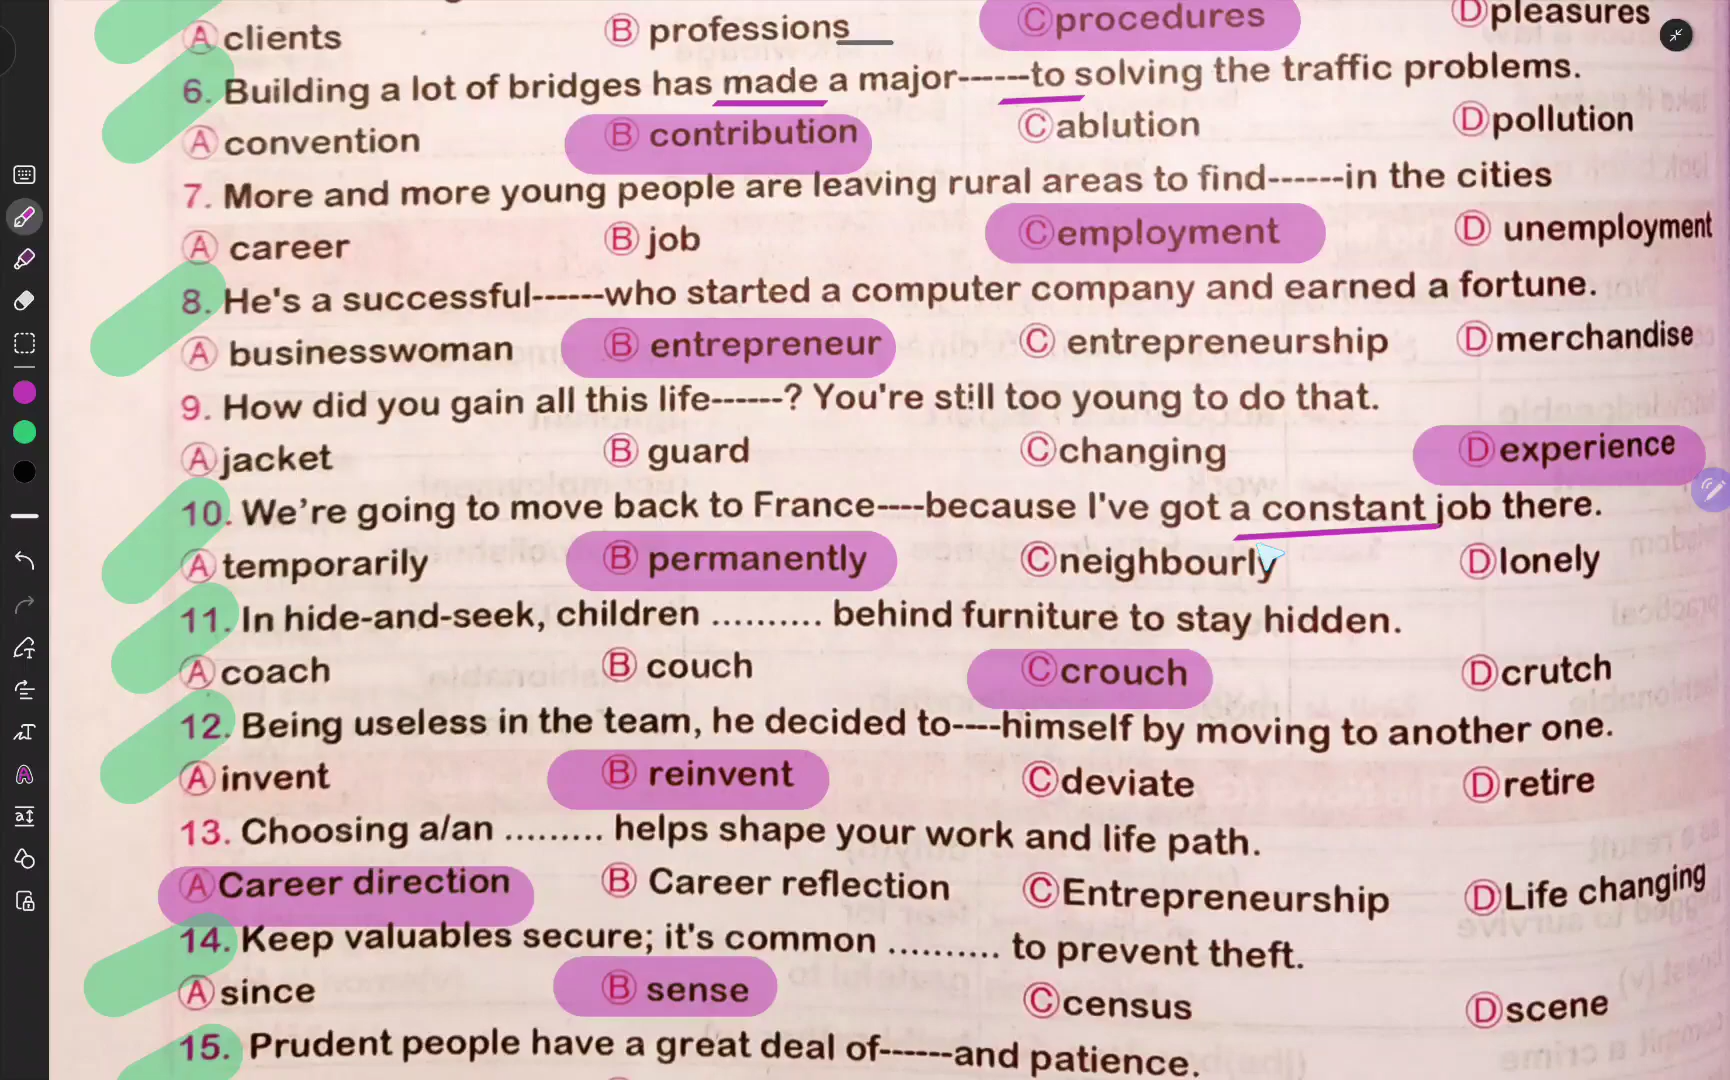 A clients B professions C procedures D pleasures
6. Building a lot of bridges has made a major------to solving the traffic problems.
A convention B contribution C ablution D pollution
7. More and more young people are leaving rural areas to find------in the cities
A career B job C employment D unemployment
8. He's a successful------who started a computer company and earned a fortune.
A businesswoman B entrepreneur C entrepreneurship D merchandise
9. How did you gain all this life------? You're still too young to do that.
A jacket B guard C changing D experience
10. We’re going to move back to France----because I've got a constant job there.
A temporarily B permanently C neighbourly D lonely
11. In hide-and-seek, children .......... behind furniture to stay hidden.
A coach B couch C crouch D crutch
12. Being useless in the team, he decided to----himself by moving to another one.
A invent B reinvent C deviate D retire
13. Choosing a/an ......... helps shape your work and life path.
A Career direction B Career reflection C Entrepreneurship D Life changing
14. Keep valuables secure; it's common .......... to prevent theft.
A since B sense C census D scene
15. Prudent people have a great deal of------and patience.